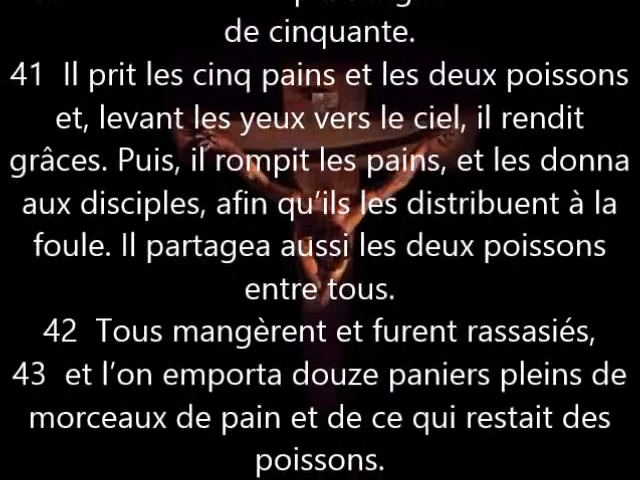 de cinquante.
41 Il prit les cinq pains et les deux poissons
et, levant les yeux vers le ciel, il rendit
grâces. Puis, il rompit les pains, et les donna
aux disciples, afin qu’ils les distribuent à la
foule. Il partagea aussi les deux poissons
entre tous.
42 Tous mangèrent et furent rassasiés,
43 et l’on emporta douze paniers pleins de
morceaux de pain et de ce qui restait des
poissons.